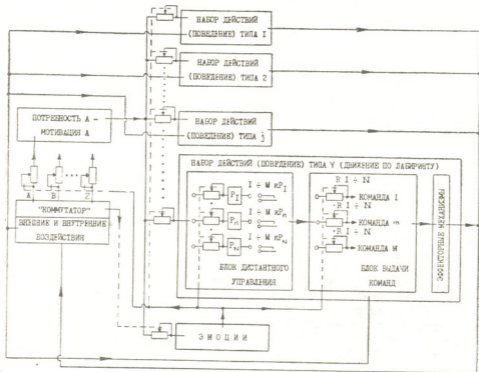 НАБОР ДЕЙСТВИЙ
(ПОВЕДЕНИЕ) ТИПА I
НАБОР ДЕЙСТВИЙ
(ПОВЕДЕНИЕ) ТИПА 2
НАБОР ДЕЙСТВИЙ
(ПОВЕДЕНИЕ) ТИПА j
ПОТРЕБНОСТЬ А –
МОТИВАЦИЯ А
А В Z
"КОММУТАТОР"
ВНЕШНИЕ И ВНУТРЕННИЕ
ВОЗДЕЙСТВИЯ
НАБОР ДЕЙСТВИЙ (ПОВЕДЕНИЕ) ТИПА Y (ДВИЖЕНИЕ ПО ЛАБИРИНТУ)
I ÷ M
I ÷ M
I ÷ M
БЛОК ДИСТАНТНОГО
УПРАВЛЕНИЯ
R I ÷ N
КОМАНДА I
R I ÷ N
КОМАНДА
R I ÷ N
КОМАНДА M
БЛОК ВЫДАЧИ
КОМАНД
ЭФФЕКТОРНЫЕ МЕХАНИЗМЫ
ЭМОЦИИ